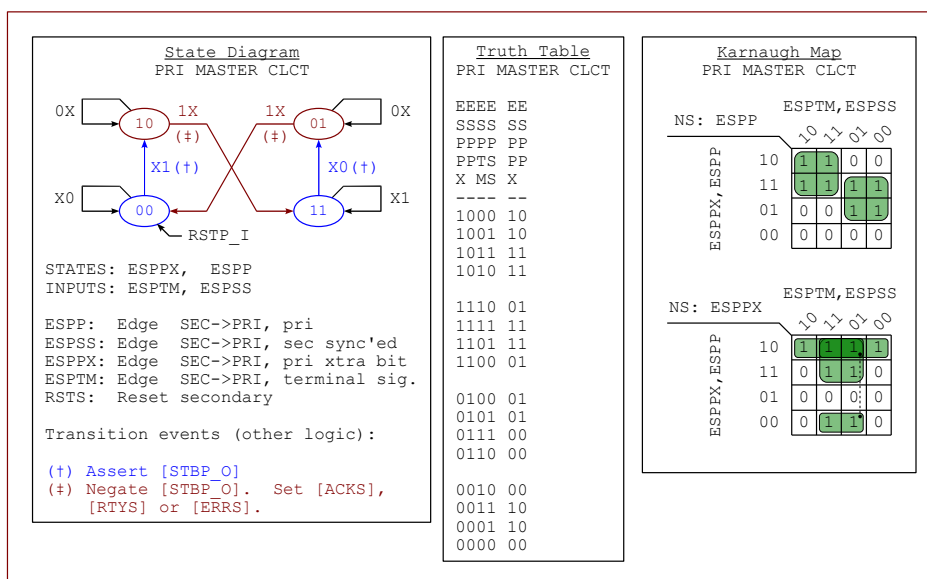 State Diagram
PRI MASTER CLCT
0X
10
1X
(‡)
1X
(‡)
01
0X
X1(†)
X0(†)
X0
00
11
X1
RSTP_I
STATES: ESPPX, ESPP
INPUTS: ESPTM, ESPSS
ESPP: Edge SEC->PRI, pri
ESPSS: Edge SEC->PRI, sec sync'ed
ESPPX: Edge SEC->PRI, pri xtra bit
ESPTM: Edge SEC->PRI, terminal sig.
RSTS: Reset secondary
Transition events (other logic):
(†) Assert [STBP_O]
(‡) Negate [STBP_O]. Set [ACKS],
[RTYS] or [ERRS].
Truth Table
PRI MASTER CLCT
EEEE EE
SSSS SS
PPPP PP
PPTS PP
X MS X
---- --
1000 10
1001 10
1011 11
1010 11
1110 01
1111 11
1101 11
1100 01
0100 01
0101 01
0111 00
0110 00
0010 00
0011 10
0001 10
0000 00
Karnaugh Map
PRI MASTER CLCT
ESPTM,ESPSS
NS: ESPP
10 11 01 00
ESPPX,ESPP
10 1 1 0 0
11 1 1 1 1
01 0 0 1 1
00 0 0 0 0
ESPTM,ESPSS
NS: ESPPX
10 11 01 00
ESPPX,ESPP
10 1 1 1 1
11 0 1 1 0
01 0 0 0 0
00 0 1 1 0